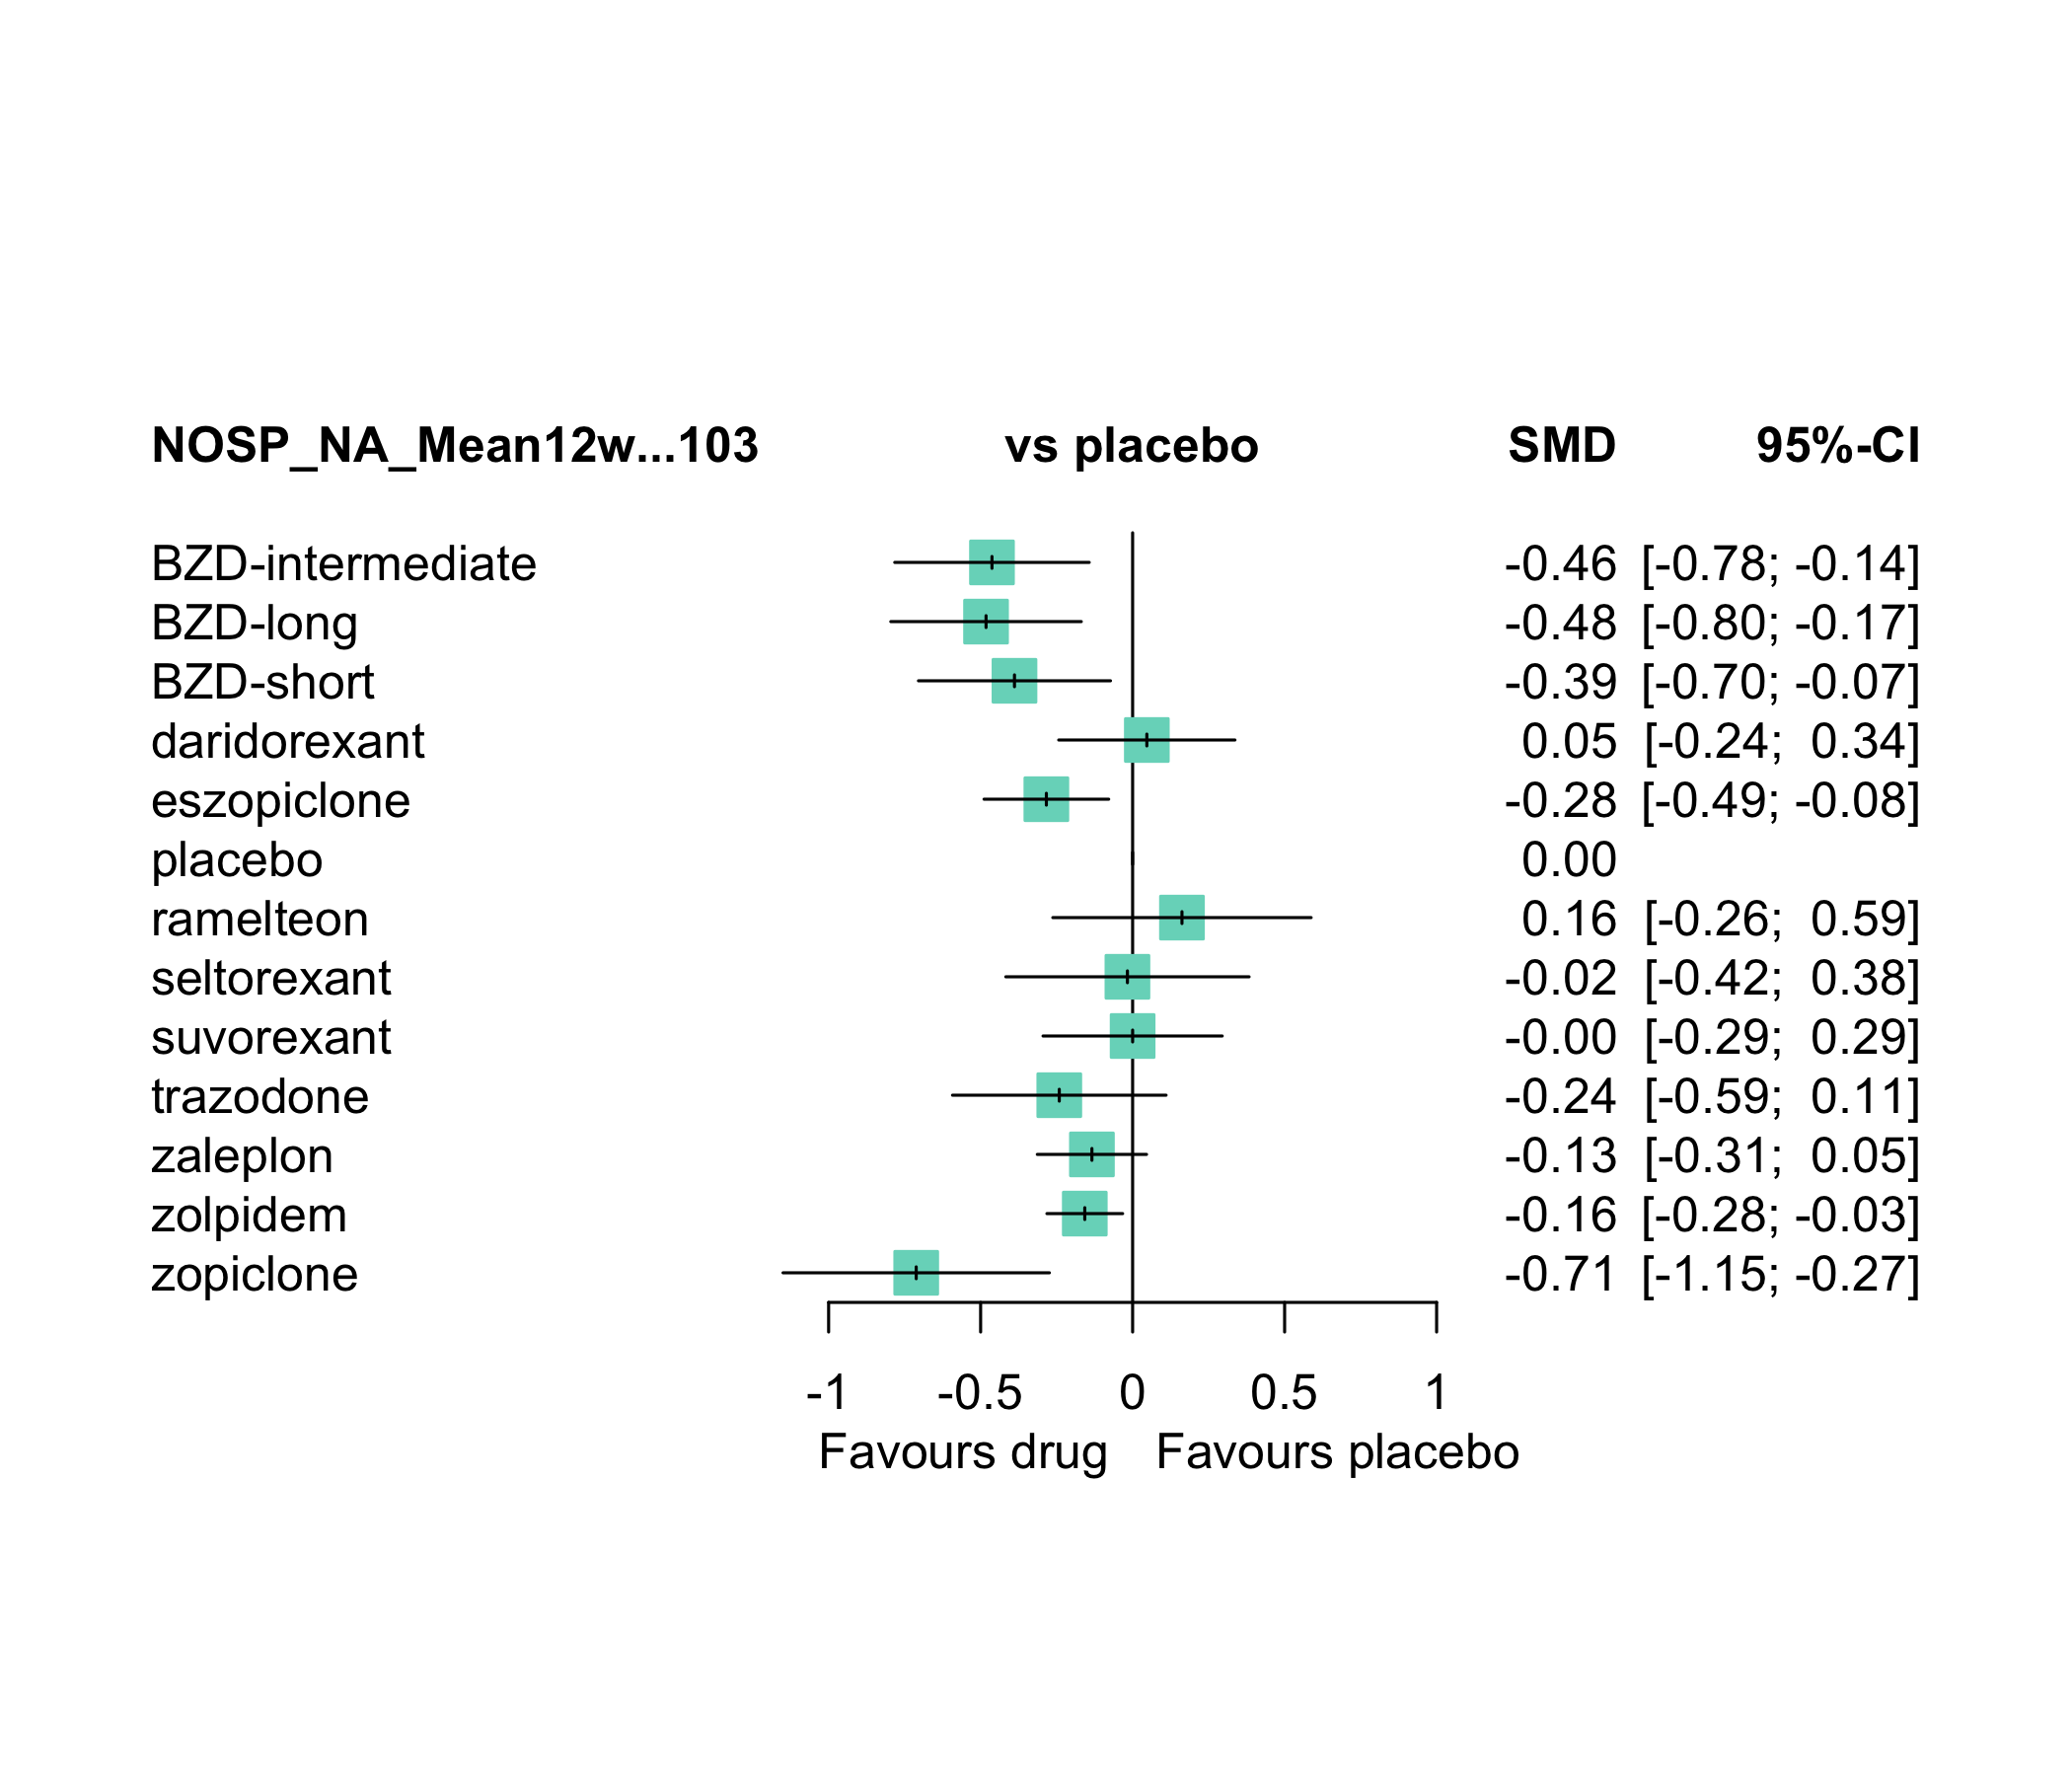 NOSP_NA_Mean12w...103 vs placebo SMD 95%-CI
BZD-intermediate -0.46 [-0.78; -0.14]
BZD-long -0.48 [-0.80; -0.17]
BZD-short -0.39 [-0.70; -0.07]
daridorexant 0.05 [-0.24; 0.34]
eszopiclone -0.28 [-0.49; -0.08]
placebo 0.00
ramelteon 0.16 [-0.26; 0.59]
seltorexant -0.02 [-0.42; 0.38]
suvorexant -0.00 [-0.29; 0.29]
trazodone -0.24 [-0.59; 0.11]
zaleplon -0.13 [-0.31; 0.05]
zolpidem -0.16 [-0.28; -0.03]
zopiclone -0.71 [-1.15; -0.27]
-1 -0.5 0 0.5 1
Favours drug Favours placebo